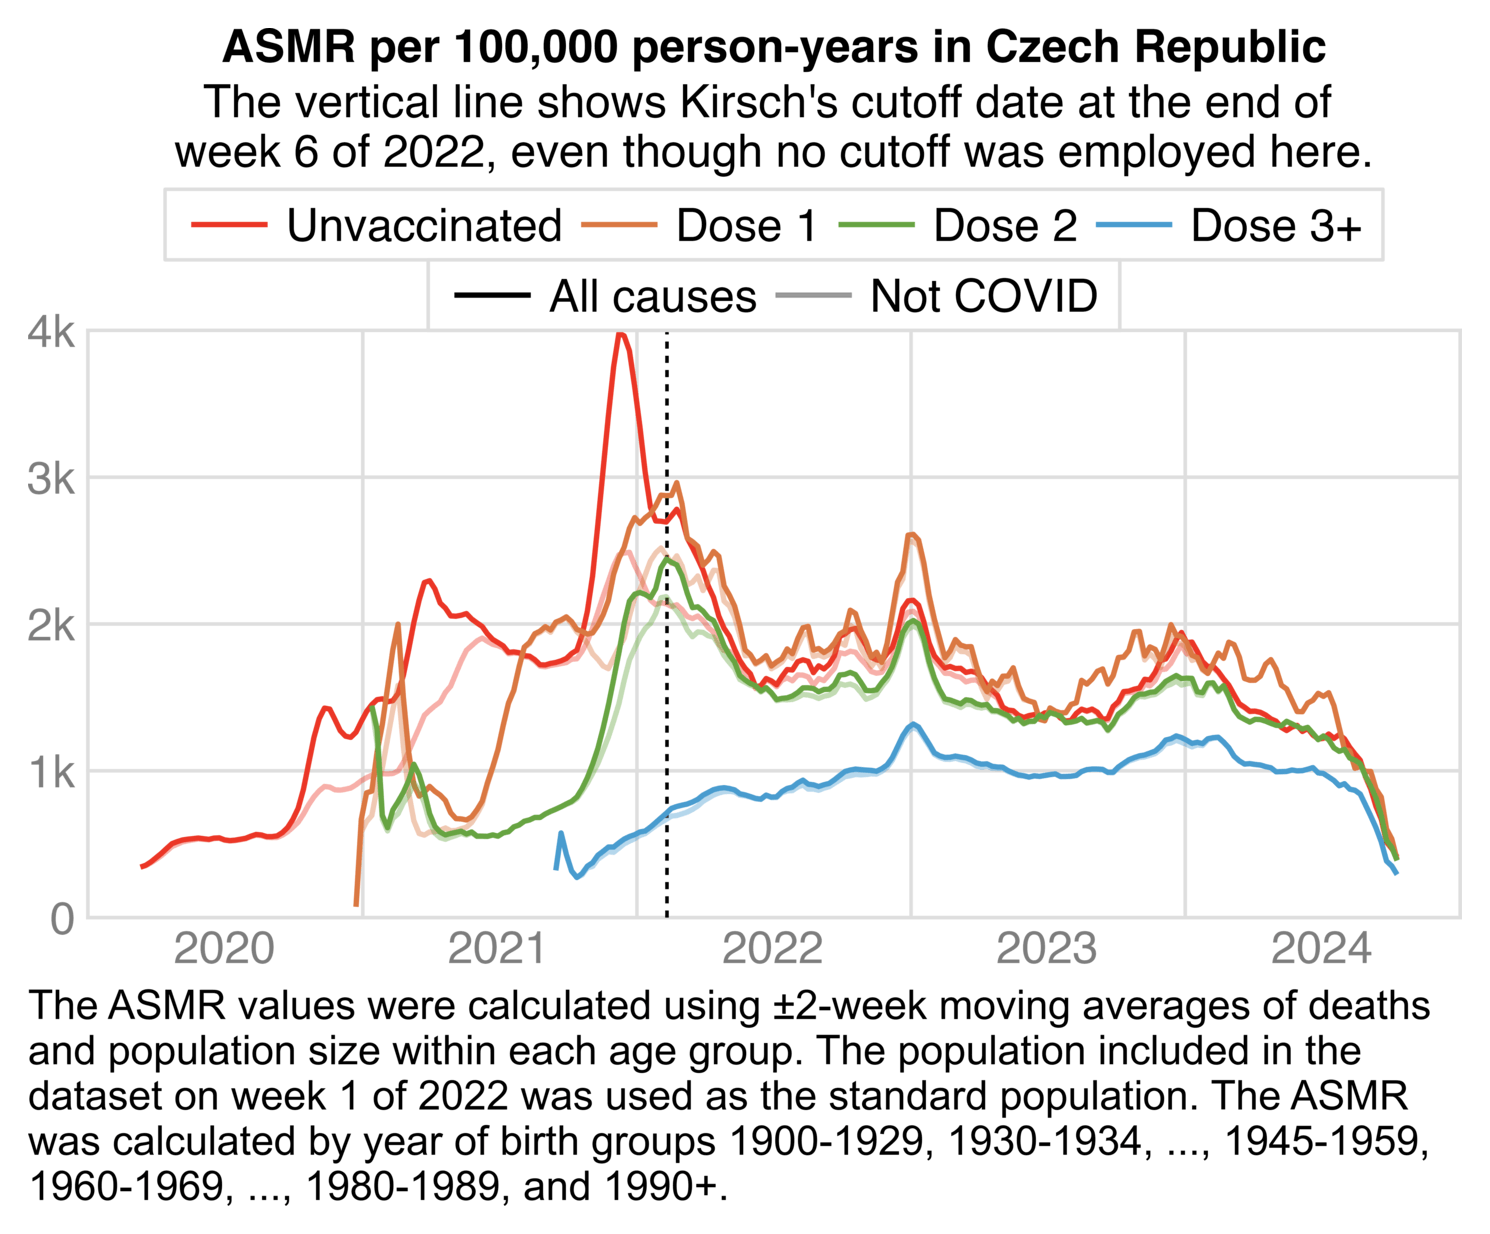 ASMR per 100,000 person-years in Czech Republic
The vertical line shows Kirsch's cutoff date at the end of
week 6 of 2022, even though no cutoff was employed here.
Unvaccinated Dose 1 Dose 2 Dose 3+
All causes Not COVID
4k
3k
2k
1k
0
2020 2021 2022 2023 2024
The ASMR values were calculated using ±2-week moving averages of deaths
and population size within each age group. The population included in the
dataset on week 1 of 2022 was used as the standard population. The ASMR
was calculated by year of birth groups 1900-1929, 1930-1934, ..., 1945-1959,
1960-1969, ..., 1980-1989, and 1990+.